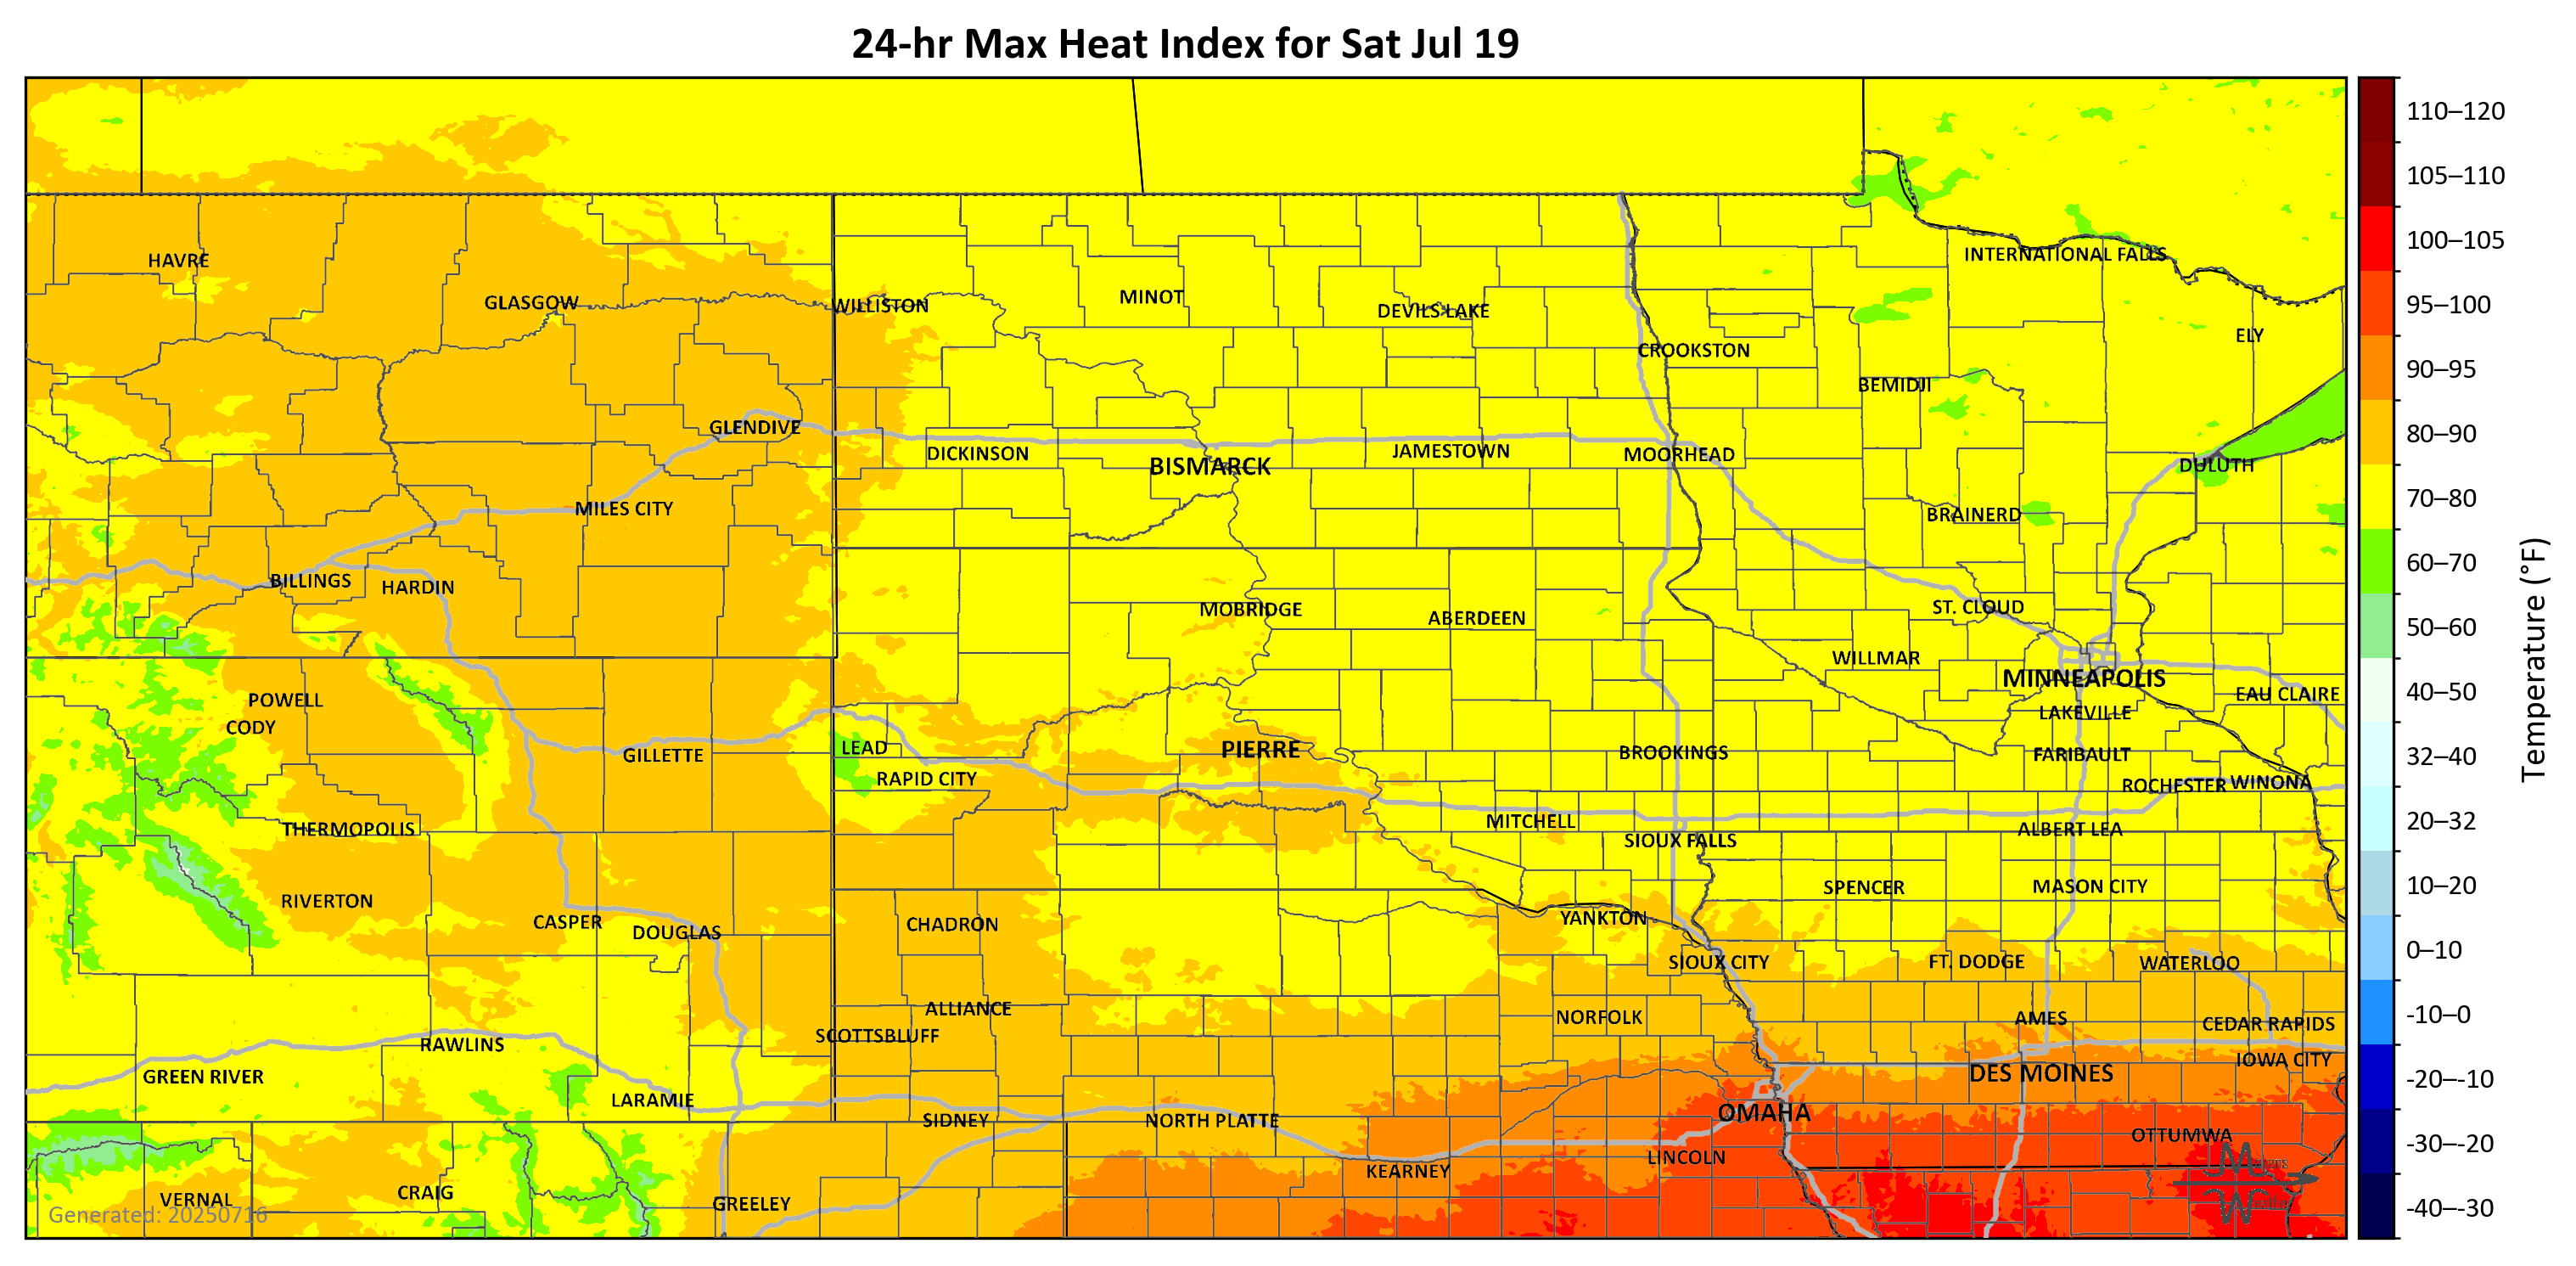 24-hr Max Heat Index for Sat Jul 19
110–120
105–110
100–105
95–100
90–95
80–90
70–80
60–70
50–60
40–50
32–40
20–32
10–20
0–10
-10–0
-20–-10
-30–-20
-40–-30
Temperature (°F)
HAVRE
GLASGOW
WILLISTON
MINOT
DEVILS LAKE
CROOKSTON
INTERNATIONAL FALLS
ELY
BEMIDJI
GLENDIVE
DICKINSON
BISMARCK
JAMESTOWN
MOORHEAD
DULUTH
MILES CITY
BRAINERD
BILLINGS
HARDIN
MOBRIDGE
ABERDEEN
ST. CLOUD
WILLMAR
MINNEAPOLIS
EAU CLAIRE
POWELL
CODY
LAKEVILLE
GILLETTE
LEAD
RAPID CITY
PIERRE
BROOKINGS
FARIBAULT
ROCHESTER
WINONA
THERMOPOLIS
MITCHELL
SIOUX FALLS
ALBERT LEA
RIVERTON
CASPER
DOUGLAS
CHADRON
YANKTON
SPENCER
MASON CITY
SIOUX CITY
FT. DODGE
WATERLOO
ALLIANCE
SCOTTSBLUFF
NORFOLK
AMES
CEDAR RAPIDS
RAWLINS
GREEN RIVER
LARAMIE
IOWA CITY
DES MOINES
SIDNEY
NORTH PLATTE
OMAHA
OTTUMWA
KEARNEY
LINCOLN
VERNAL
CRAIG
GREELEY
Generated: 20250716